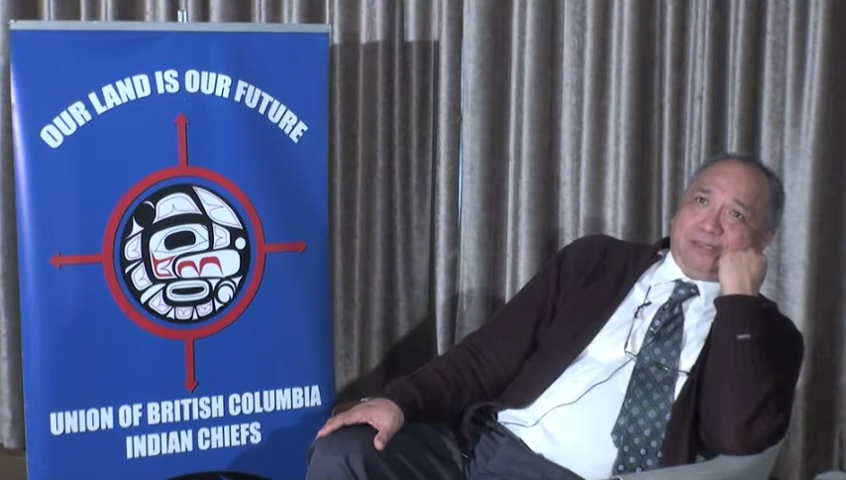 OUR LAND IS OUR FUTURE
UNION OF BRITISH COLUMBIA
INDIAN CHIEFS